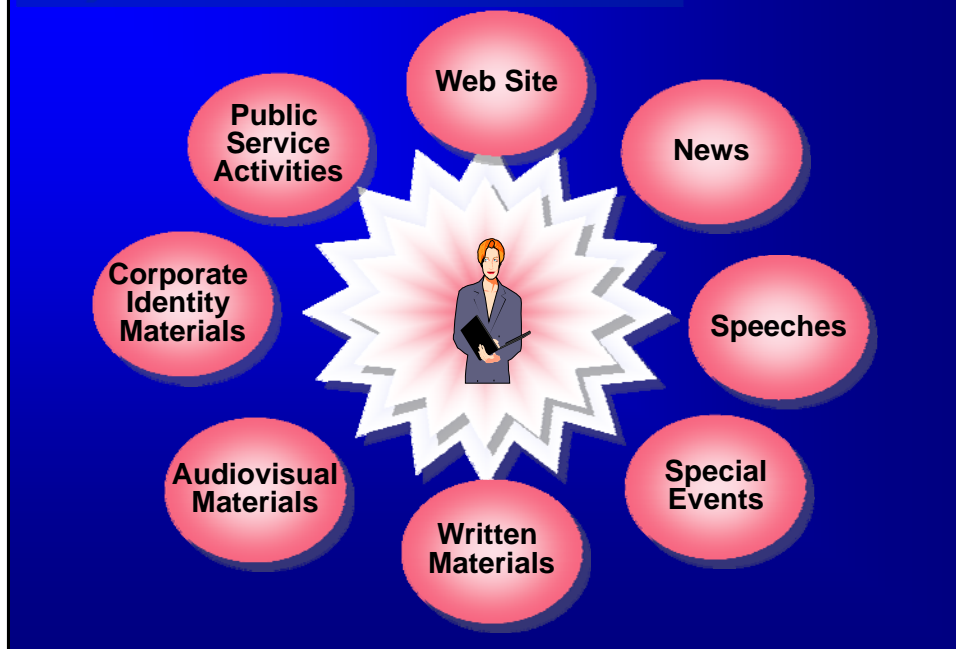 Web Site
News
Speeches
Special
Events
Written
Materials
Audiovisual
Materials
Corporate
Identity
Materials
Public
Service
Activities